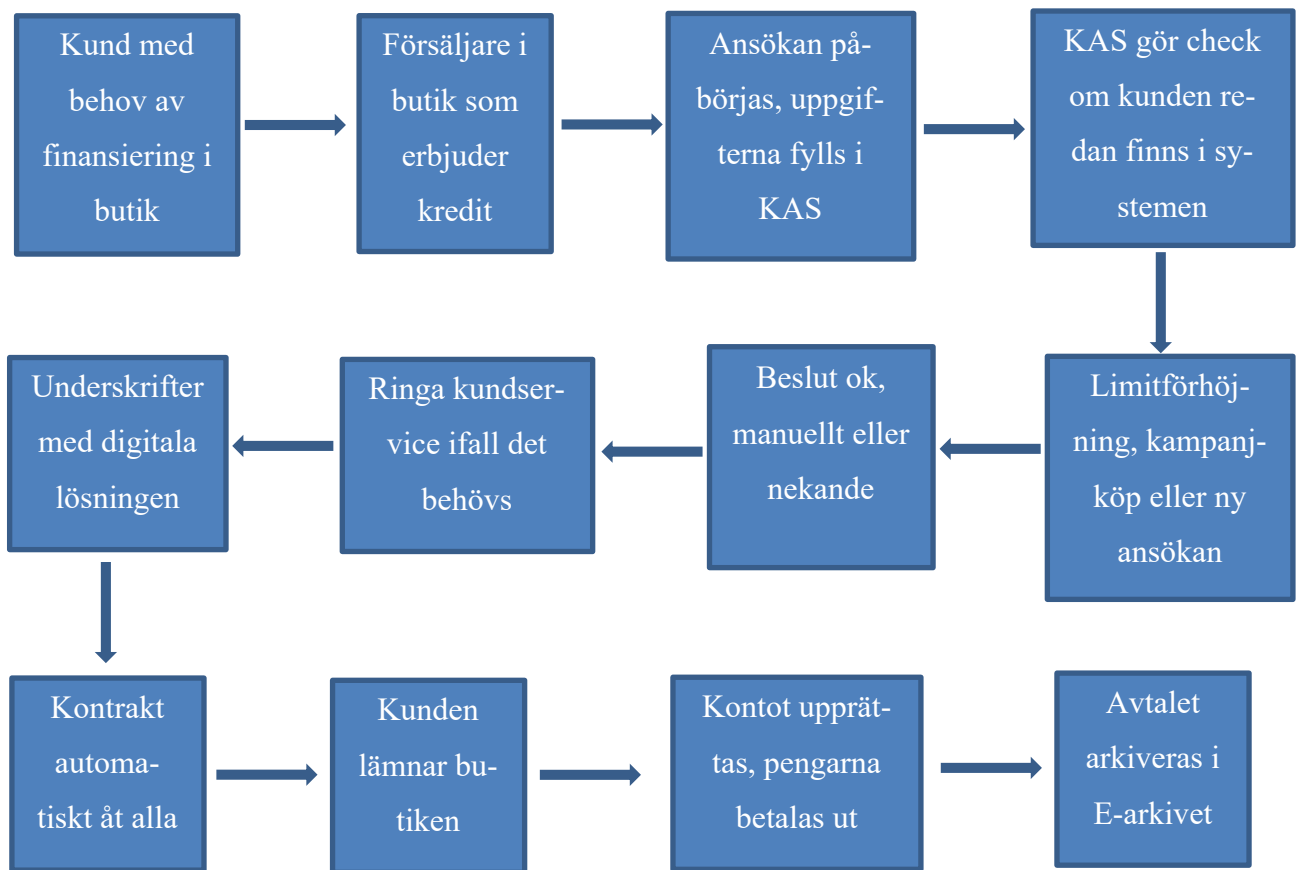 Kund med
behov av
finansiering i
butik
Försäljare i
butik som
erbjuder
kredit
Ansökan på-
börjas, uppgif-
terna fylls i
KAS
KAS gör check
om kunden re-
dan finns i sy-
stemen
Limitförhöj-
ning, kampanj-
köp eller ny
ansökan
Beslut ok,
manuellt eller
nekande
Ringa kundser-
vice ifall det
behövs
Underskrifter
med digitala
lösningen
Kontrakt
automa-
tiskt åt alla
Kunden
lämnar bu-
tiken
Kontot upprät-
tas, pengarna
betalas ut
Avtalet
arkiveras i
E-arkivet